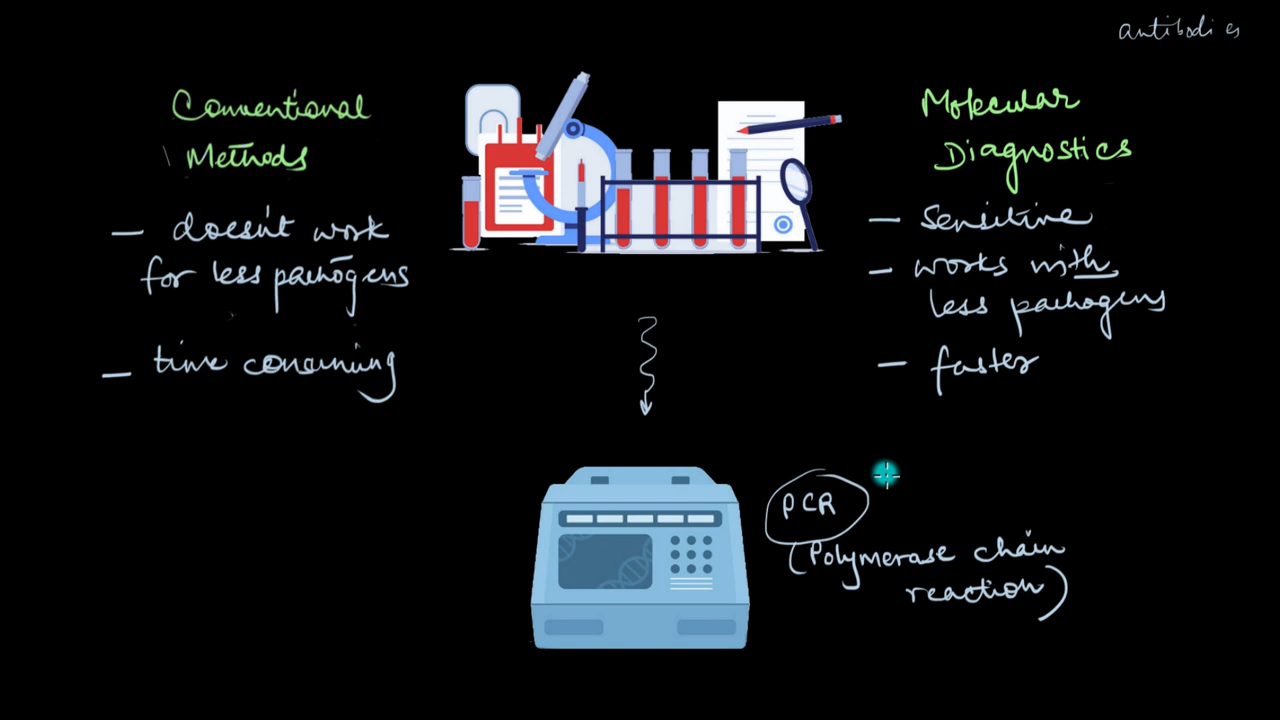 antibodies
Conventional
Methods
- doesn't work
for less pathogens
- time consuming
Molecular
Diagnostics
- Sensitive
- works with
less pathogens
- faster
PCR
(Polymerase chain
reaction)